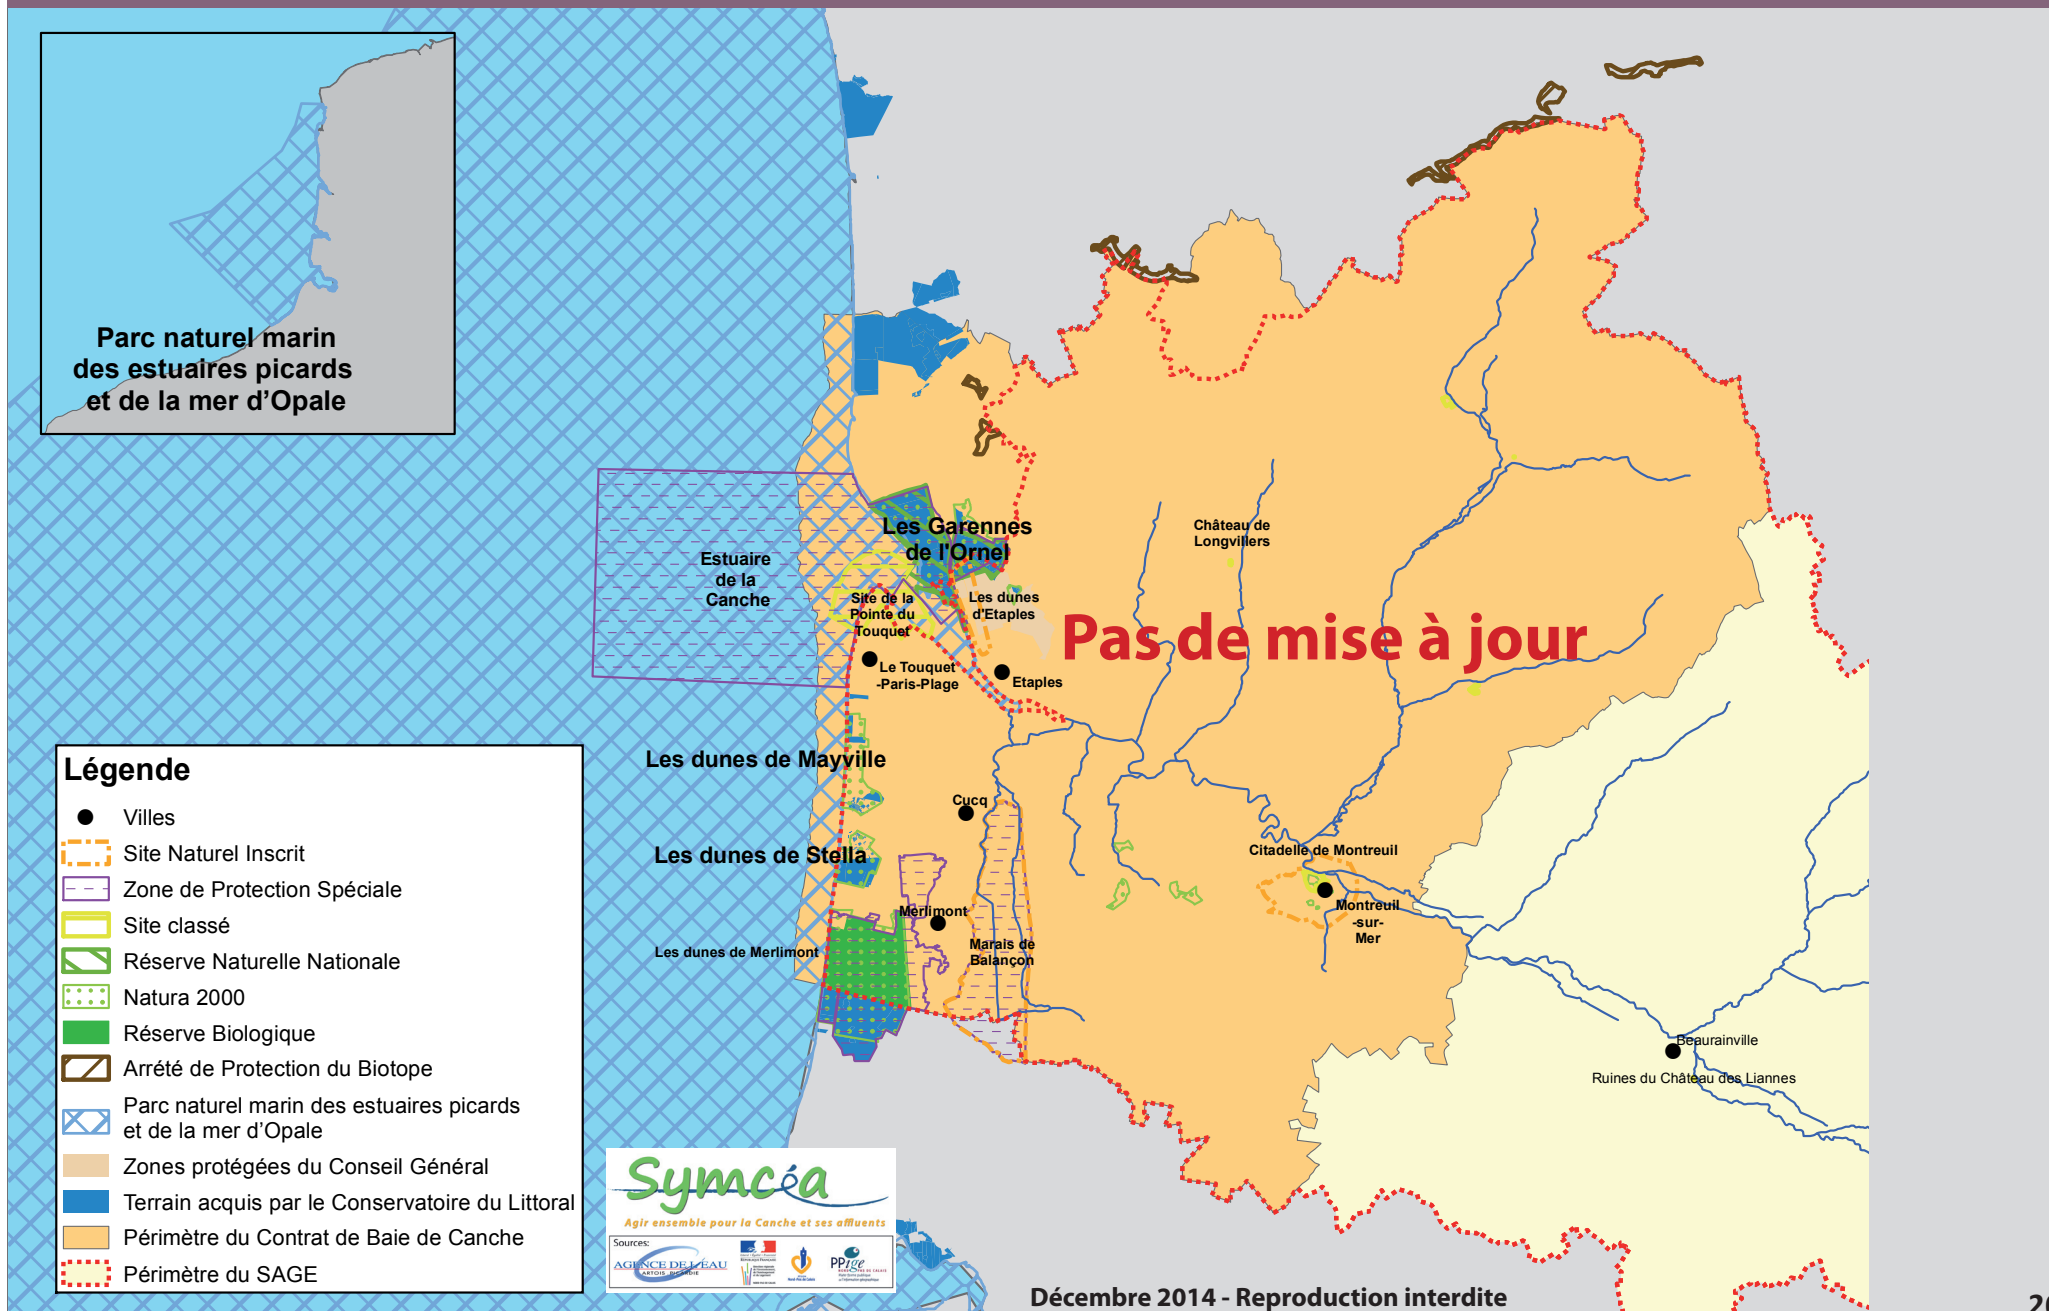 Parc naturel marin
des estuaires picards
et de la mer d'Opale
Les Garennes
de l'Ornel
Château de
Longvillers
Estuaire
de la
Canche
Site de la
Pointe du
Touquet
Les dunes
d'Etaples
Pas de mise à jour
Le Touquet
-Paris-Plage
Etaples
Les dunes de Mayville
Cucq
Les dunes de Stella
Citadelle de Montreuil
Merlimont
Montreuil
-sur-
Mer
Les dunes de Merlimont
Marais de
Balançon
Beaurainville
Ruines du Château des Liannes
Légende
Villes
Site Naturel Inscrit
Zone de Protection Spéciale
Site classé
Réserve Naturelle Nationale
Natura 2000
Réserve Biologique
Arrété de Protection du Biotope
Parc naturel marin des estuaires picards
et de la mer d'Opale
Zones protégées du Conseil Général
Terrain acquis par le Conservatoire du Littoral
Périmètre du Contrat de Baie de Canche
Périmètre du SAGE
Symcéa
Agir ensemble pour la Canche et ses affluents
Sources:
AGENCE DE L'EAU
ARTOIS PICARDIE
PPige
Décembre 2014 - Reproduction interdite